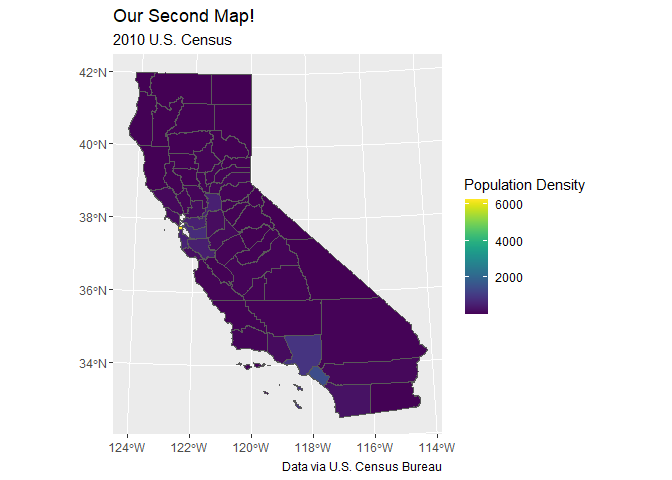 Our Second Map!
2010 U.S. Census
42°N
40°N
38°N
36°N
34°N
124°W
122°W
120°W
118°W
116°W
114°W
Population Density
6000
4000
2000
Data via U.S. Census Bureau